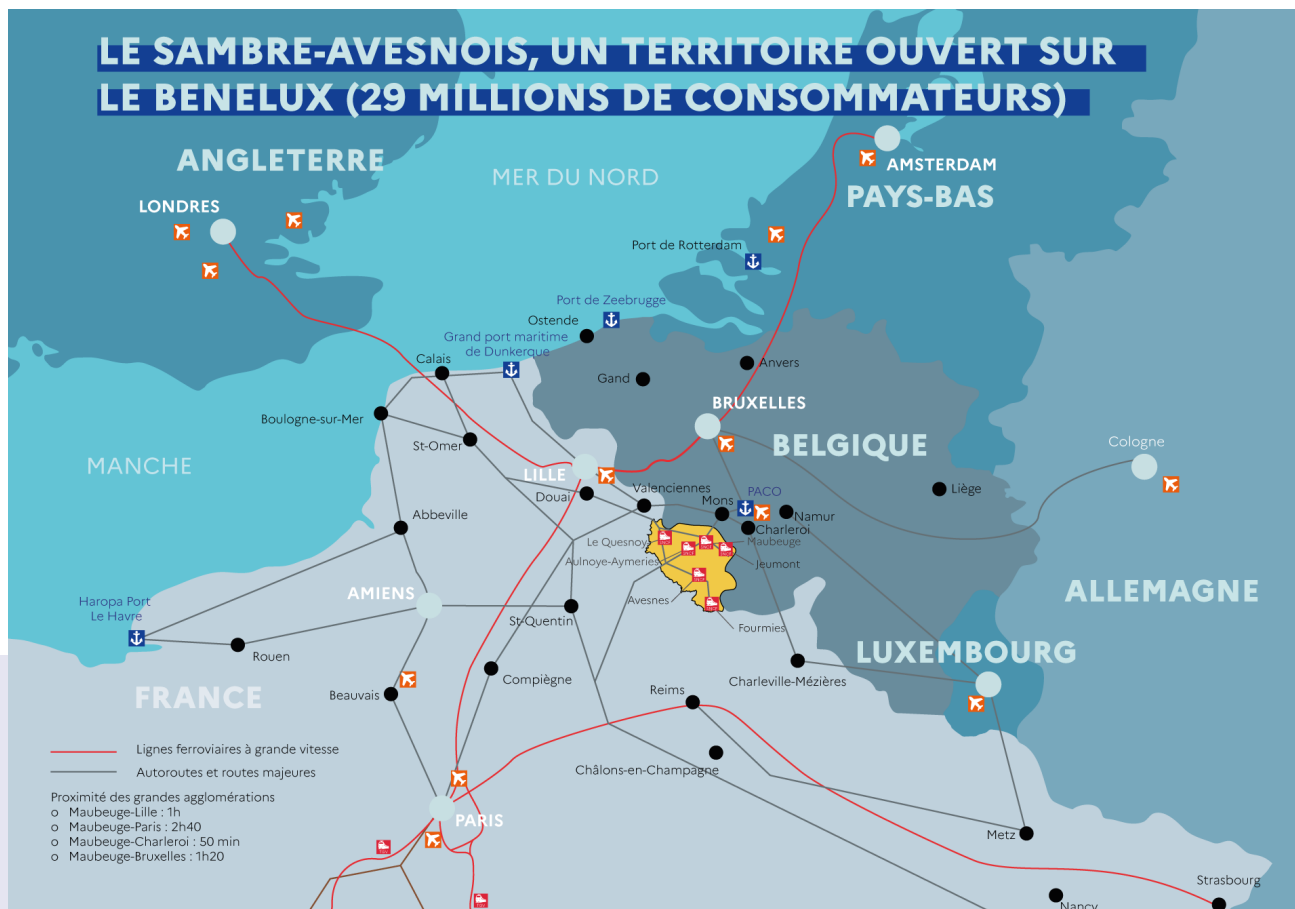 LE SAMBRE-AVESNOIS, UN TERRITOIRE OUVERT SUR
LE BENELUX (29 MILLIONS DE CONSOMMATEURS)
ANGLETERRE
MER DU NORD
AMSTERDAM
PAYS-BAS
LONDRES
Port de Rotterdam
Port de Zeebrugge
Ostende
Grand port maritime
de Dunkerque
Calais
Gand
Anvers
BRUXELLES
Boulogne-sur-Mer
St-Omer
BELGIQUE
Cologne
MANCHE
LILLE
Douai
Valenciennes
Mons
PACO
Namur
Liège
Abbeville
Charleroi
Le Quesnoy
Maubeuge
Aulnoye-Aymeries
Jeumont
AMIENS
Avesnes
ALLEMAGNE
Haropa Port
Le Havre
St-Quentin
Fournies
Rouen
LUXEMBOURG
FRANCE
Beauvais
Compiègne
Reims
Charleville-Mézières
Lignes ferroviaires à grande vitesse
Autoroutes et routes majeures
Châlons-en-Champagne
Proximité des grandes agglomérations
Maubeuge-Lille : 1h
Maubeuge-Paris : 2h40
Maubeuge-Charleroi : 50 min
Maubeuge-Bruxelles : 1h20
PARIS
Metz
Strasbourg
Nancy